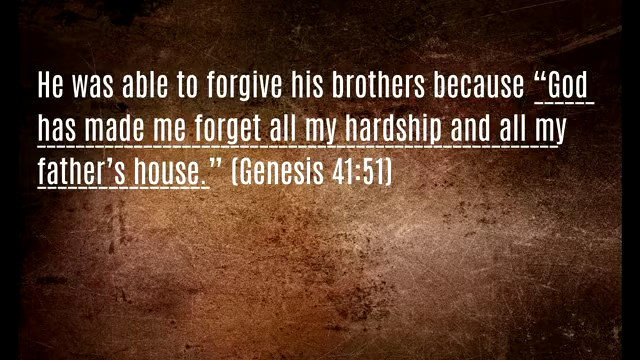 He was able to forgive his brothers because “God
has made me forget all my hardship and all my
father’s house.” (Genesis 41:51)